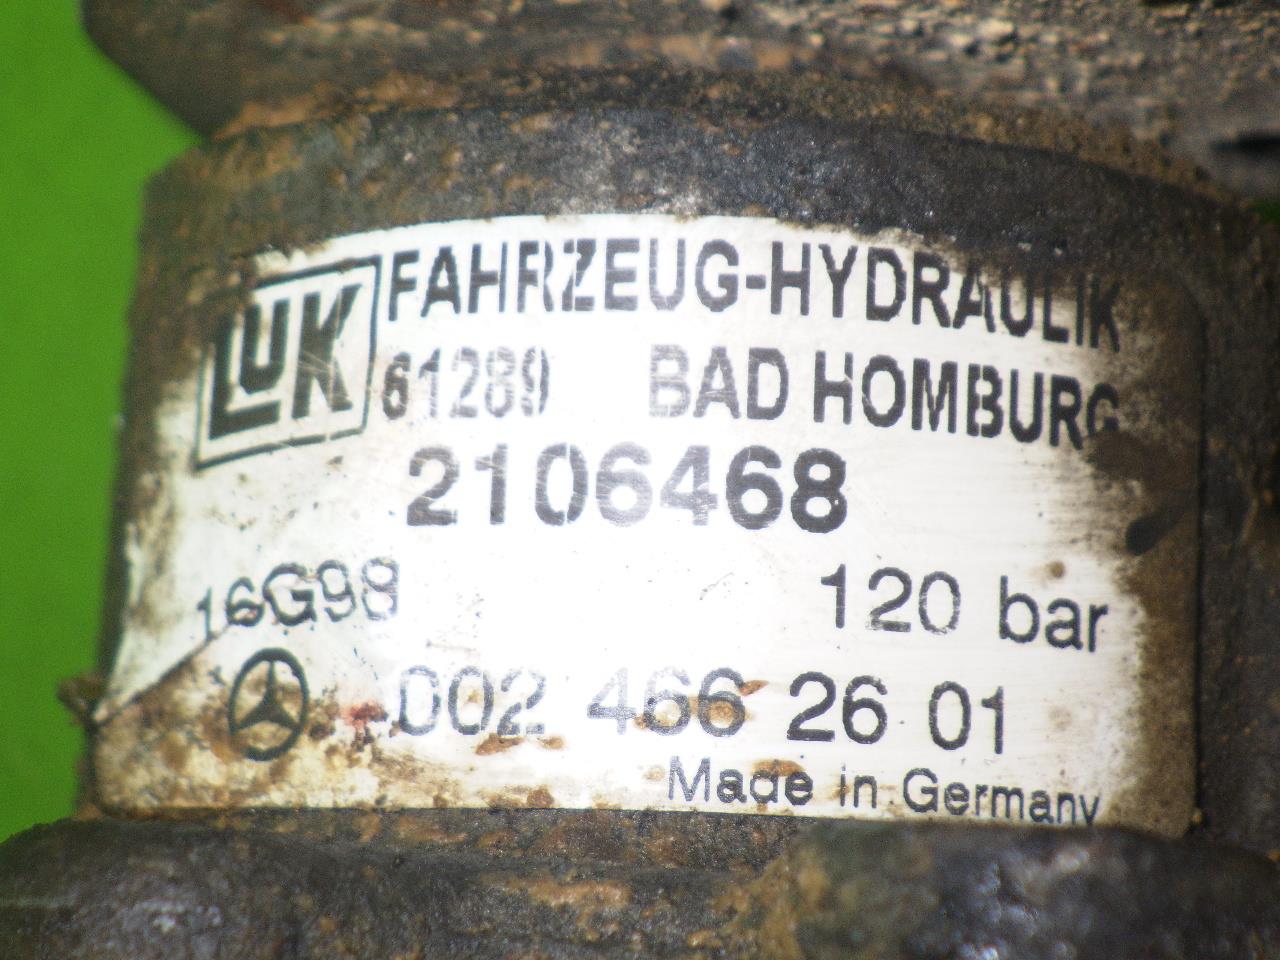 LUK FAHRZEUG-HYDRAULIK
61289 BAD HOMBURG
2106468
16G98 120 bar
002 466 26 01
Made in Germany